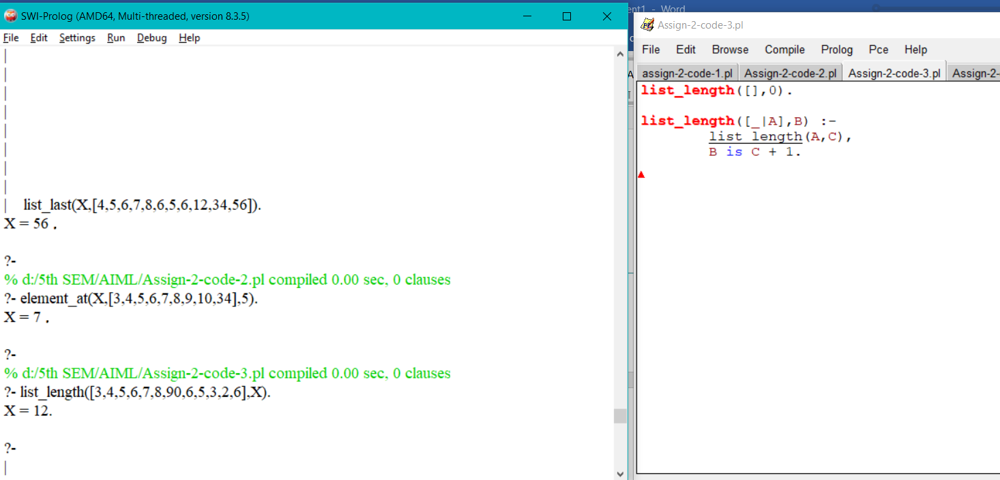 SWI-Prolog (AMD64, Multi-threaded, version 8.3.5)
File Edit Settings Run Debug Help
|
|
|
|
|
|
|
|
| list_last(X,[4,5,6,7,8,6,5,6,12,34,56]).
X = 56 .
?-
% d:/5th SEM/AIML/Assign-2-code-2.pl compiled 0.00 sec, 0 clauses
?- element_at(X,[3,4,5,6,7,8,9,10,34],5).
X = 7 .
?-
% d:/5th SEM/AIML/Assign-2-code-3.pl compiled 0.00 sec, 0 clauses
?- list_length([3,4,5,6,7,8,90,6,5,3,2,6],X).
X = 12.
?-
|
ent1 - Word
Assign-2-code-3.pl
File Edit Browse Compile Prolog Pce Help
assign-2-code-1.pl Assign-2-code-2.pl Assign-2-code-3.pl Assign-2-
list_length([],0).
list_length([_|A],B) :-
list_length(A,C),
B is C + 1.